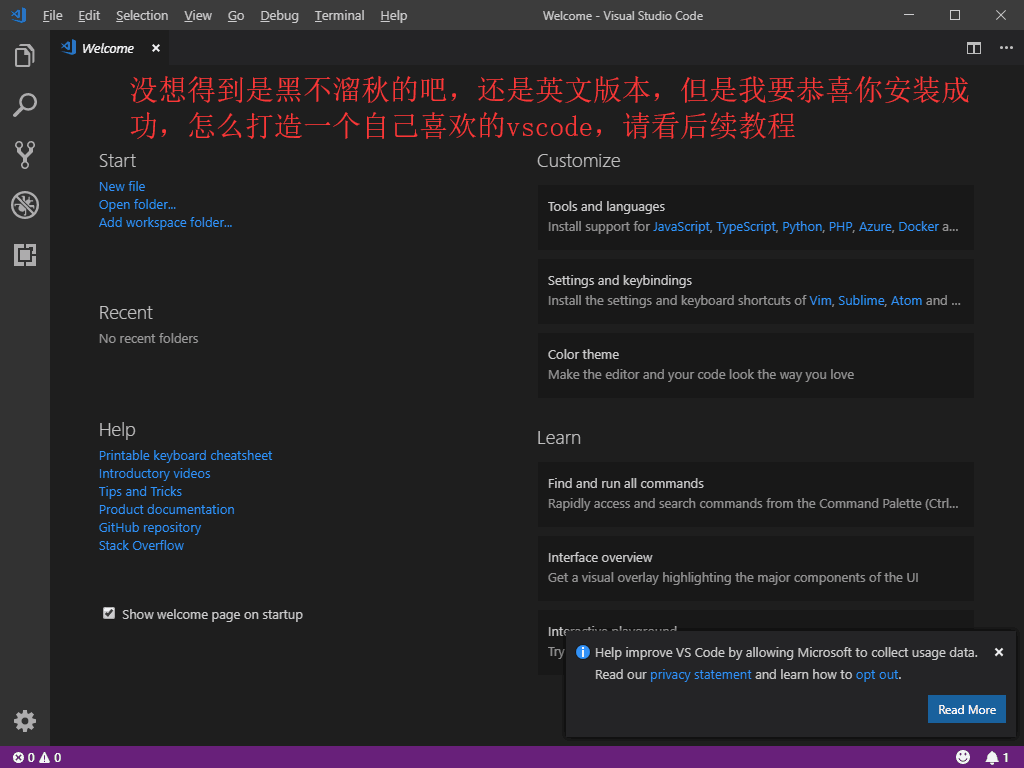 File Edit Selection View Go Debug Terminal Help
Welcome - Visual Studio Code
Welcome
没想得到是黑不溜秋的吧，还是英文版本，但是我要恭喜你安装成
功，怎么打造一个自己喜欢的vscode，请看后续教程
Start
New file
Open folder...
Add workspace folder...
Recent
No recent folders
Help
Printable keyboard cheatsheet
Introductory videos
Tips and Tricks
Product documentation
GitHub repository
Stack Overflow
Show welcome page on startup
Customize
Tools and languages
Install support for JavaScript, TypeScript, Python, PHP, Azure, Docker a...
Settings and keybindings
Install the settings and keyboard shortcuts of Vim, Sublime, Atom and ...
Color theme
Make the editor and your code look the way you love
Learn
Find and run all commands
Rapidly access and search commands from the Command Palette (Ctrl...
Interface overview
Get a visual overlay highlighting the major components of the UI
Interactive playground
Try
Help improve VS Code by allowing Microsoft to collect usage data.
Read our privacy statement and learn how to opt out.
Read More
0 0
1